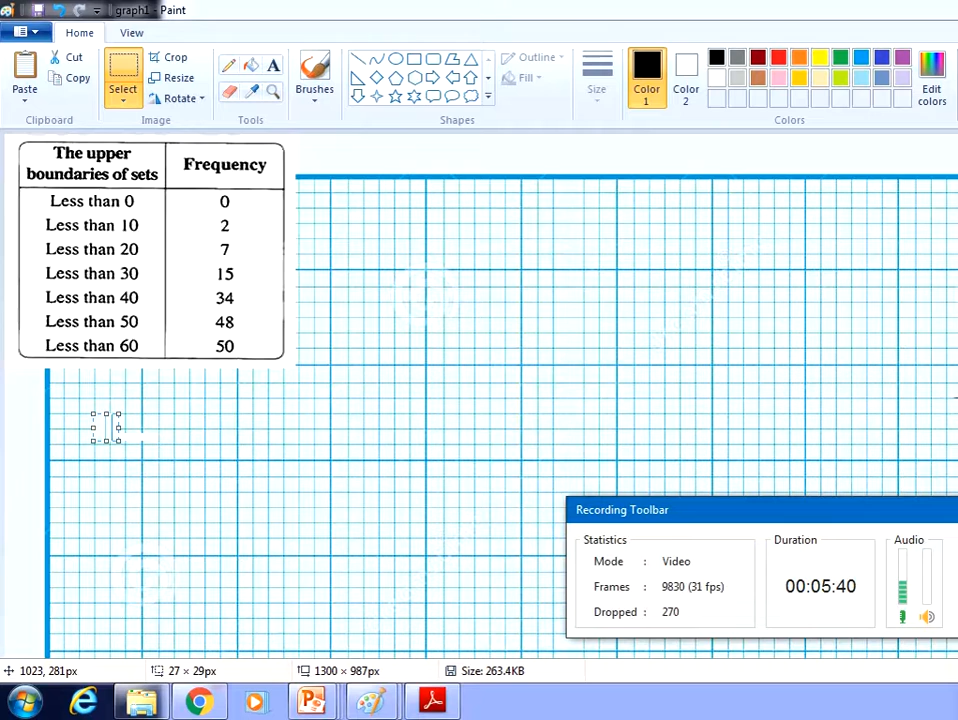 graph1 - Paint
Home
View
Paste
Cut
Copy
Clipboard
Select
Crop
Resize
Rotate
Image
A
Tools
Brushes
Shapes
Outline
Fill
Size
Color 1
Color 2
Edit colors
Colors
The upper boundaries of sets
Frequency
Less than 0 0
Less than 10 2
Less than 20 7
Less than 30 15
Less than 40 34
Less than 50 48
Less than 60 50
Recording Toolbar
Statistics
Mode : Video
Frames : 9830 (31 fps)
Dropped : 270
Duration
00:05:40
Audio
1023, 281px
27 × 29px
1300 × 987px
Size: 263.4KB